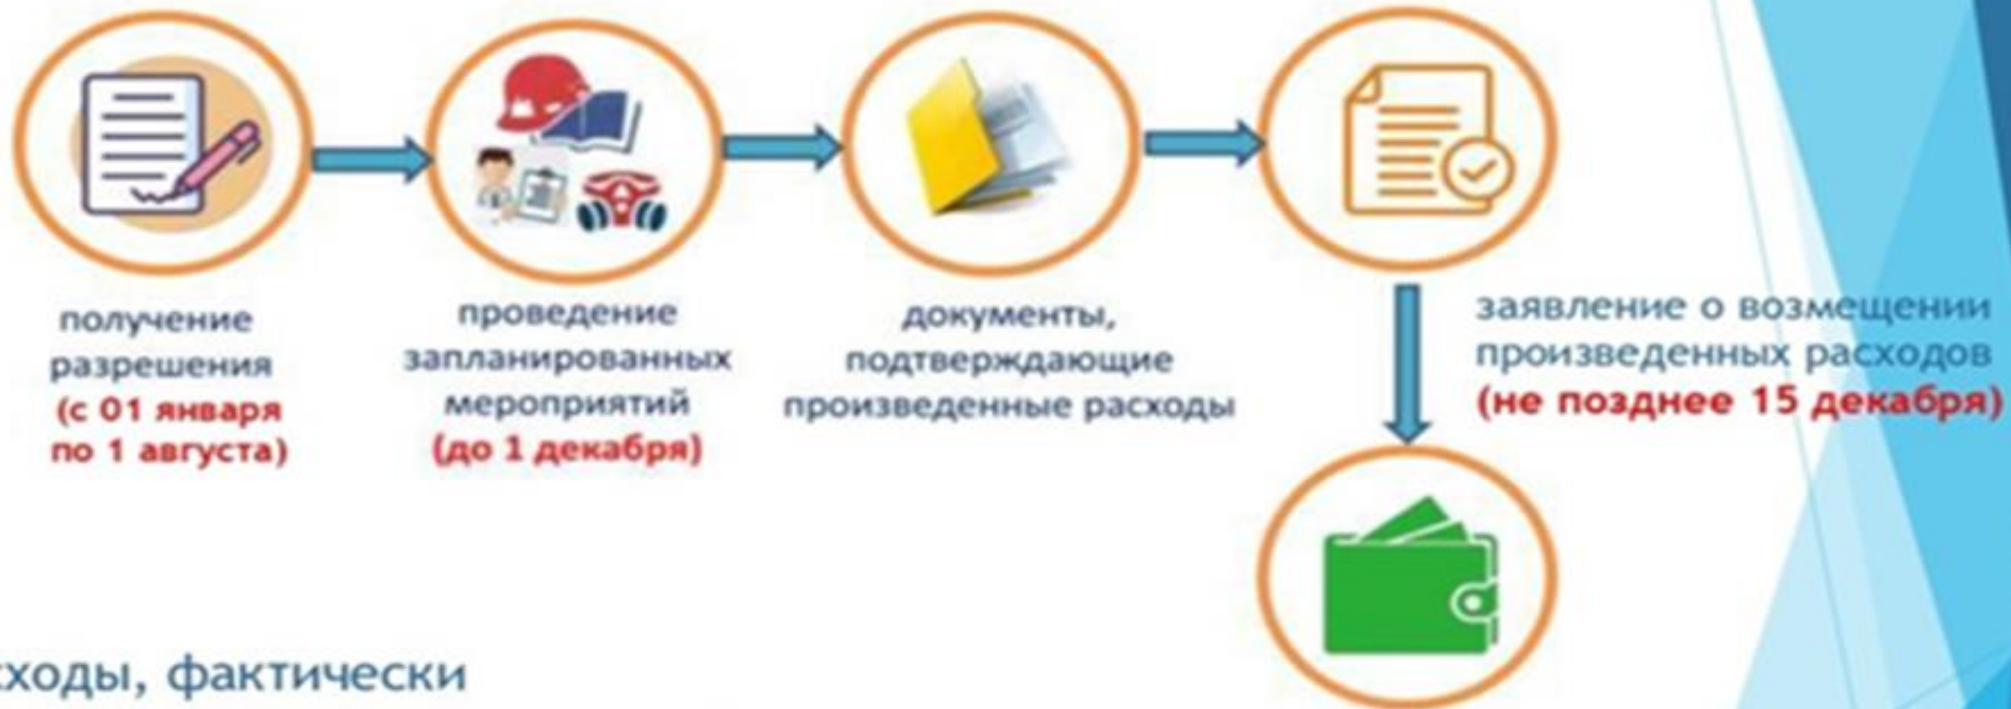 получение
разрешения
(с 01 января
по 1 августа)
проведение
запланированных
мероприятий
(до 1 декабря)
документы,
подтверждающие
произведенные расходы
заявление о возмещении
произведенных расходов
(не позднее 15 декабря)
сходы, фактически